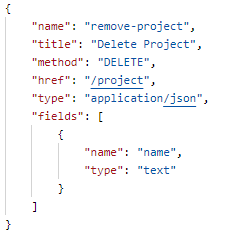 {
"name": "remove-project",
"title": "Delete Project",
"method": "DELETE",
"href": "/project",
"type": "application/json",
"fields": [
{
"name": "name",
"type": "text"
}
]
}